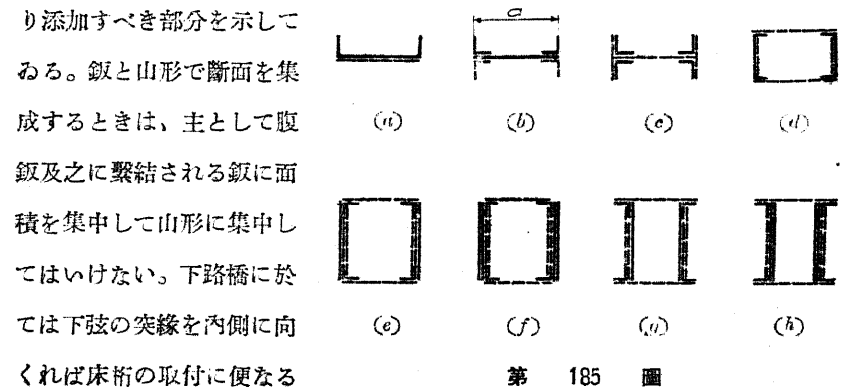 り添加すべき部分を示して
ゐる。鈑と山形で斷面を集
成するときは、主として腹
鈑及之に繫結される鈑に面
積を集中して山形に集中し
てはいけない。下路橋に於
ては下弦の突緣を內側に向
くれば床桁の取付に便なる
a
(a) (b) (c) (d)
(e) (f) (g) (h)
第 185 圖